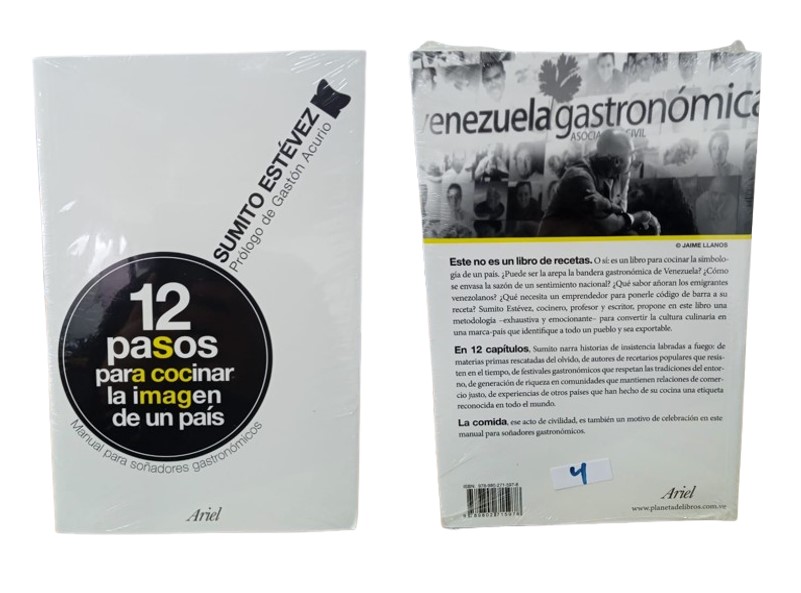 SUMITO ESTÉVEZ
Prólogo de Gastón Acurio
12
pasos
para cocinar
la imagen
de un país
Manual para soñadores gastronómicos
Ariel
venezuelagastronómica
© JAIME LLANOS
Este no es un libro de recetas. O sí: es un libro para cocinar la simbolo-
gía de un país. ¿Puede ser la arepa la bandera gastronómica de Venezuela? ¿Cómo
se envasa la sazón de un sentimiento nacional? ¿Qué sabor añoran los emigrantes
venezolanos? ¿Qué necesita un emprendedor para ponerle código de barra a su
receta? Sumito Estévez, cocinero, profesor y escritor, propone en este libro una
metodología –exhaustiva y emocionante– para convertir la cultura culinaria en
una marca-país que identifique a todo un pueblo y sea exportable.
En 12 capítulos, Sumito narra historias de insistencia labradas a fuego: de
materias primas rescatadas del olvido, de autores de recetarios populares que resis-
ten en el tiempo, de festivales gastronómicos que respetan las tradiciones del entor-
no, de generación de riqueza en comunidades que mantienen relaciones de comer-
cio justo, de experiencias de otros países que han hecho de su cocina una etiqueta
reconocida en todo el mundo.
La comida, ese acto de civilidad, es también un motivo de celebración en este
manual para soñadores gastronómicos.
4
Ariel
www.planetadelibros.com.ve